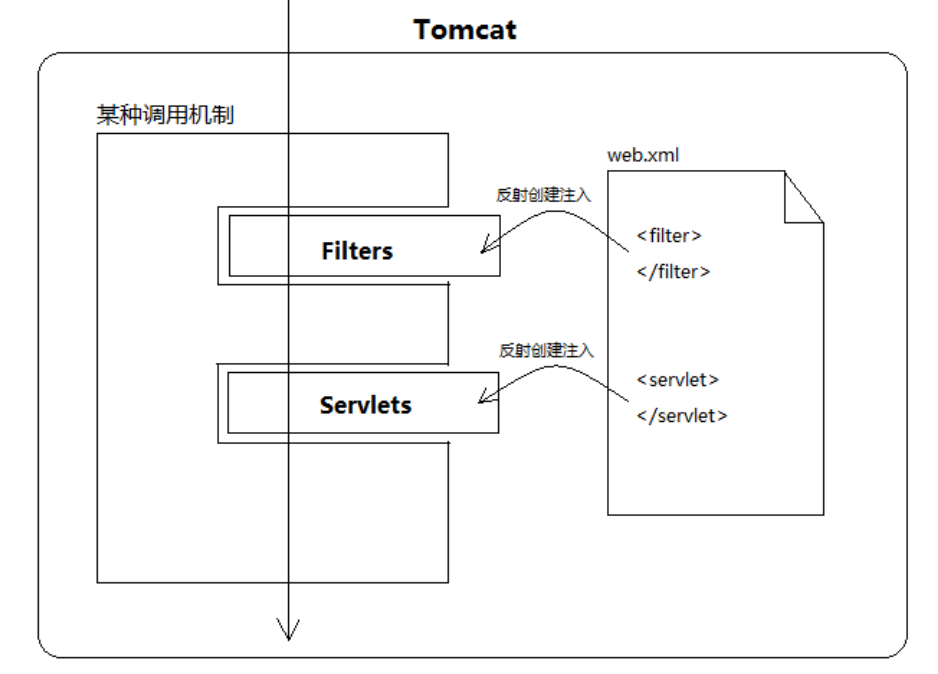 Tomcat
某种调用机制
web.xml
反射创建注入
<filter>
Filters
</filter>
反射创建注入
<servlet>
Servlets
</servlet>